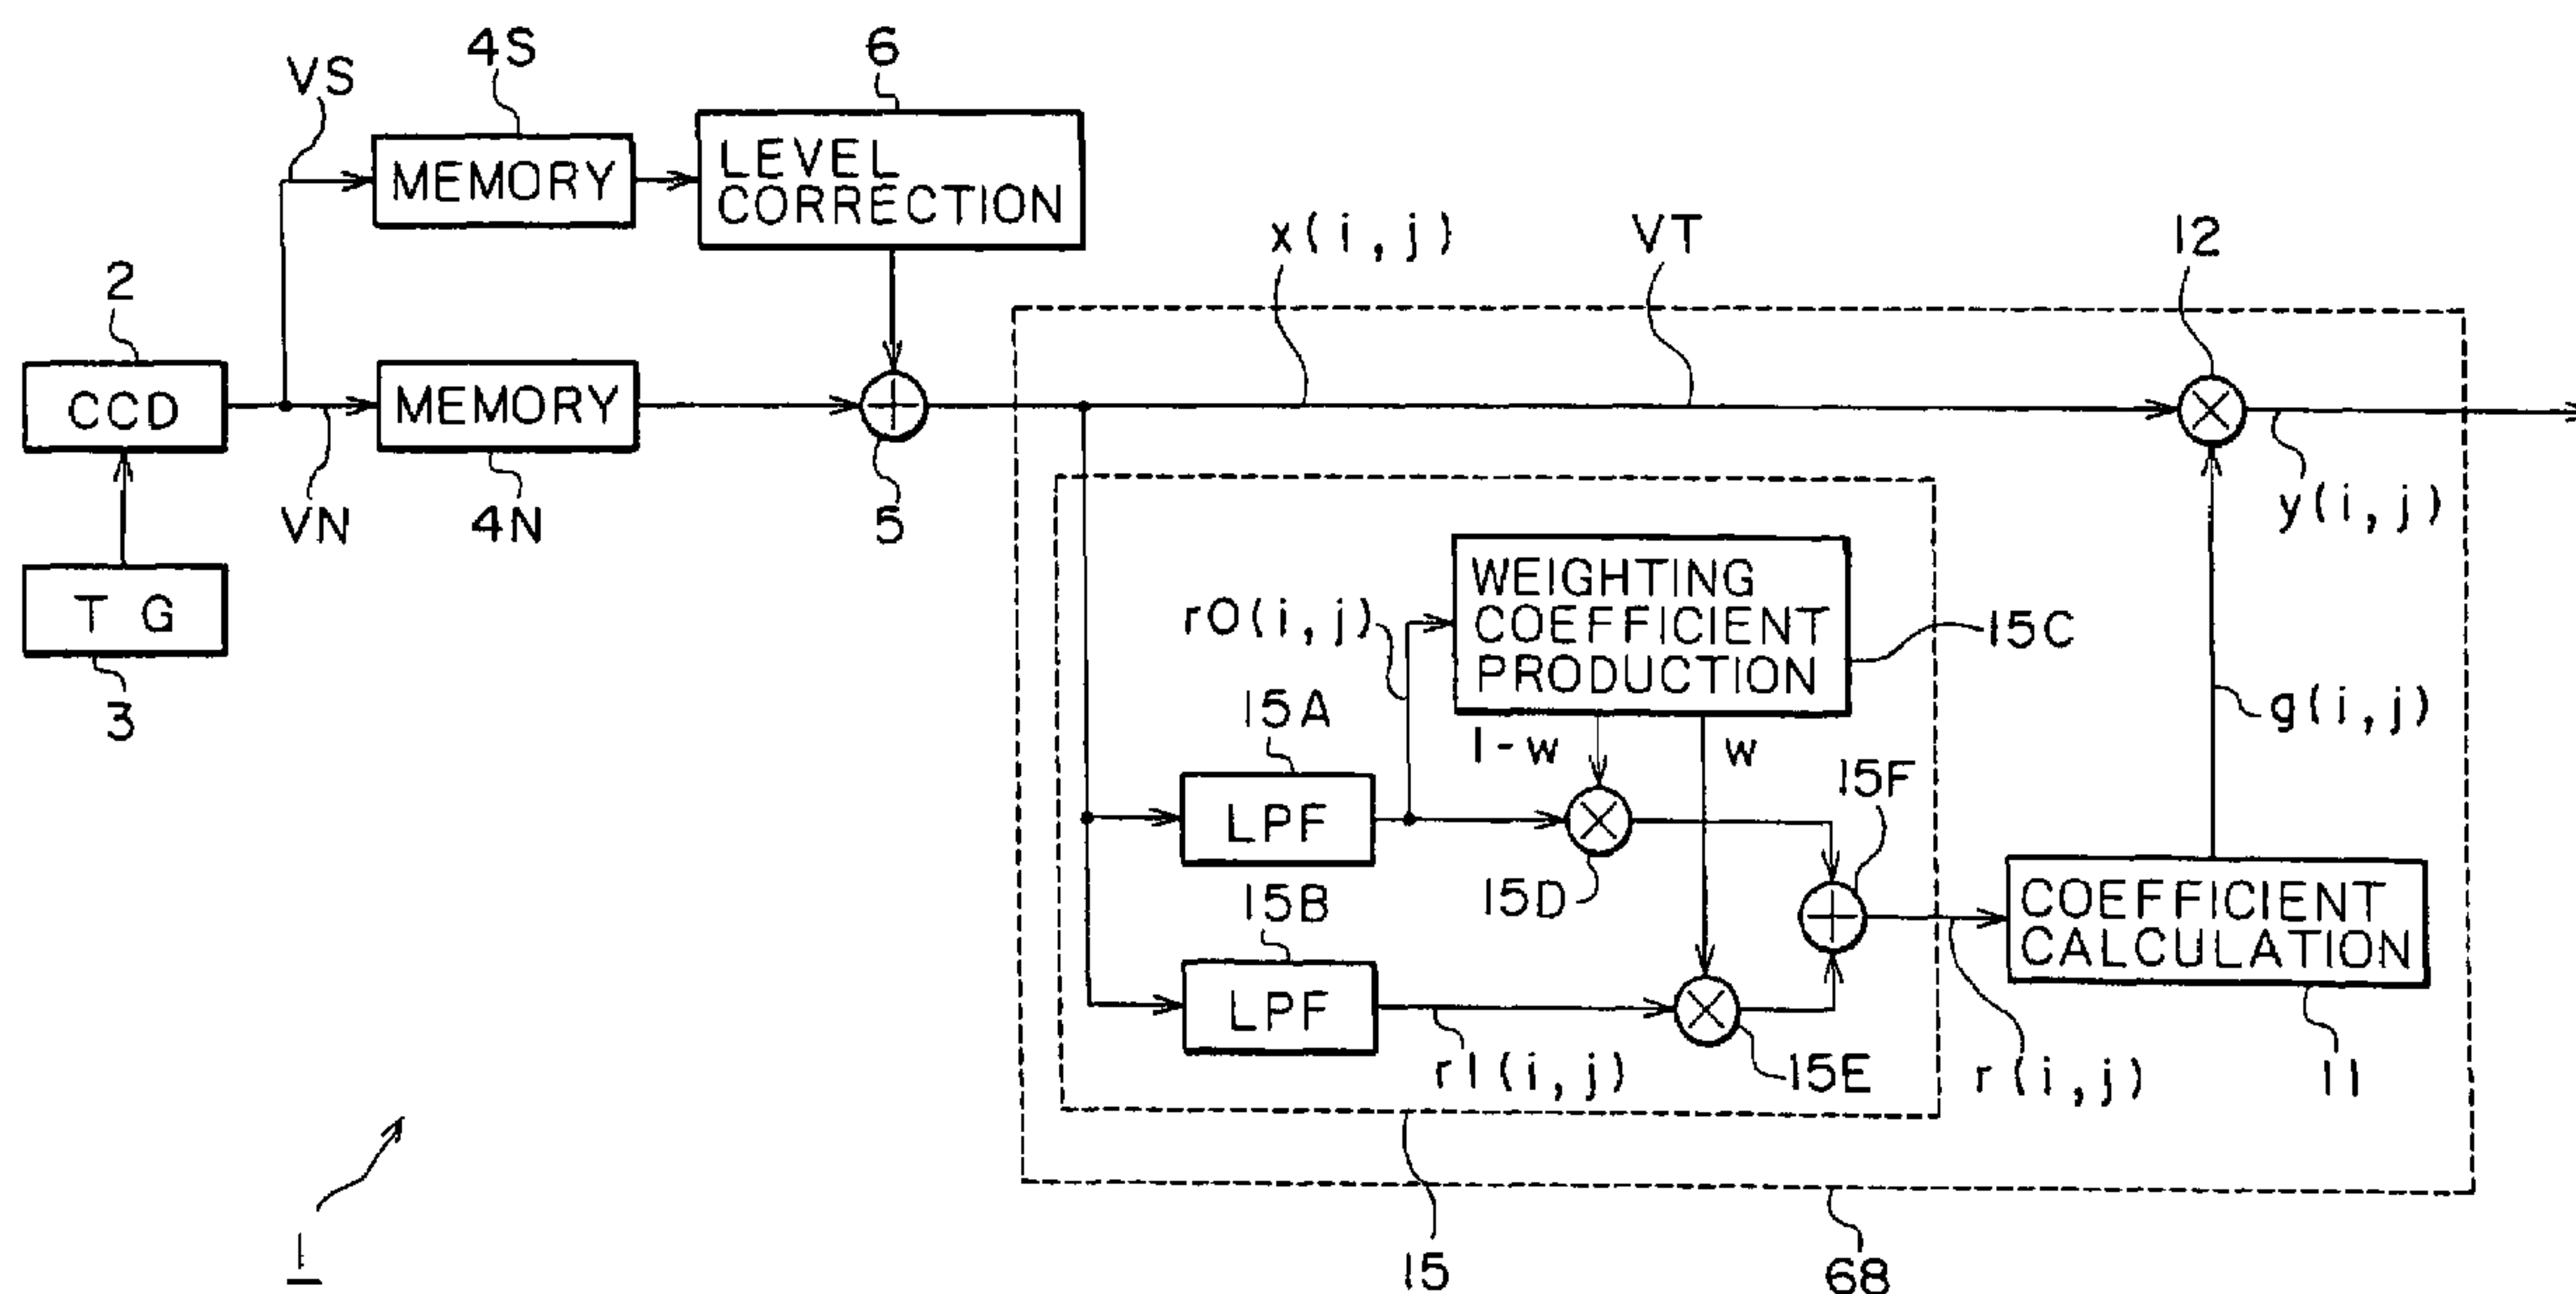 4S
6
VS
MEMORY
LEVEL
CORRECTION
x(i,j)
VT
12
2
CCD
MEMORY
VN
4N
5
y(i,j)
T G
3
WEIGHTING
COEFFICIENT
PRODUCTION
r0(i,j)
15C
15A
1-w
w
g(i,j)
15F
LPF
15D
15B
COEFFICIENT
CALCULATION
LPF
r1(i,j)
15E
r(i,j)
11
15
68
1